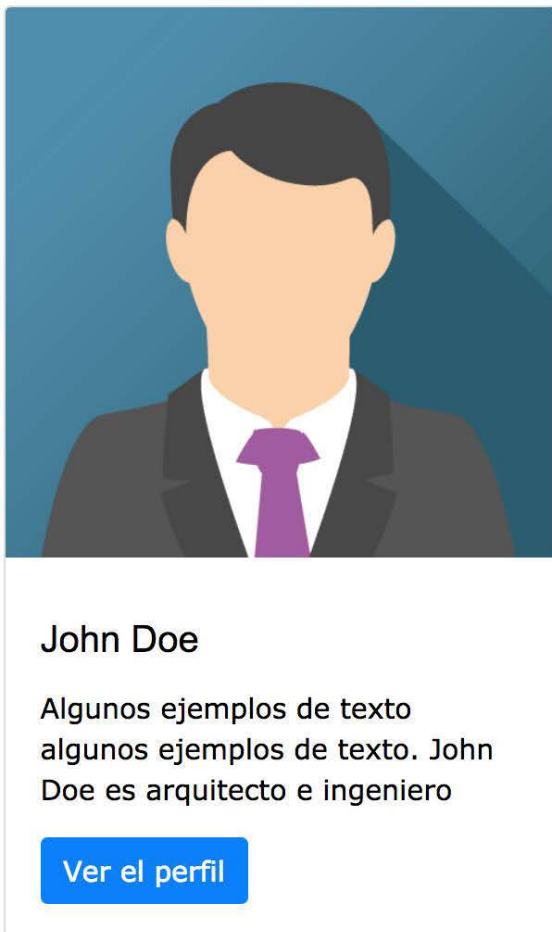 John Doe
Algunos ejemplos de texto
algunos ejemplos de texto. John
Doe es arquitecto e ingeniero
Ver el perfil